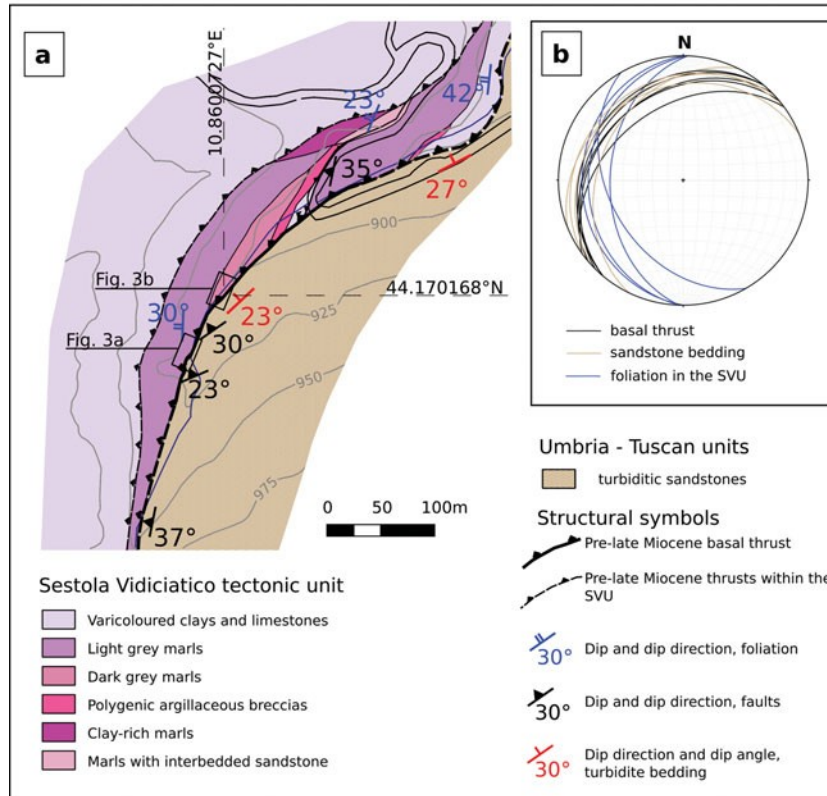 a
10.8600727°E
23°
42°
35°
27°
900
Fig. 3b
44.170168°N
30°
23°
925
Fig. 3a
30°
23°
950
975
37°
0 50 100m
b
N
basal thrust
sandstone bedding
foliation in the SVU
Umbria - Tuscan units
turbiditic sandstones
Structural symbols
Pre-late Miocene basal thrust
Pre-late Miocene thrusts within the
SVU
30°
Dip and dip direction, foliation
30°
Dip and dip direction, faults
30°
Dip direction and dip angle,
turbidite bedding
Sestola Vidiciatico tectonic unit
Varicoloured clays and limestones
Light grey marls
Dark grey marls
Polygenic argillaceous breccias
Clay-rich marls
Marls with interbedded sandstone